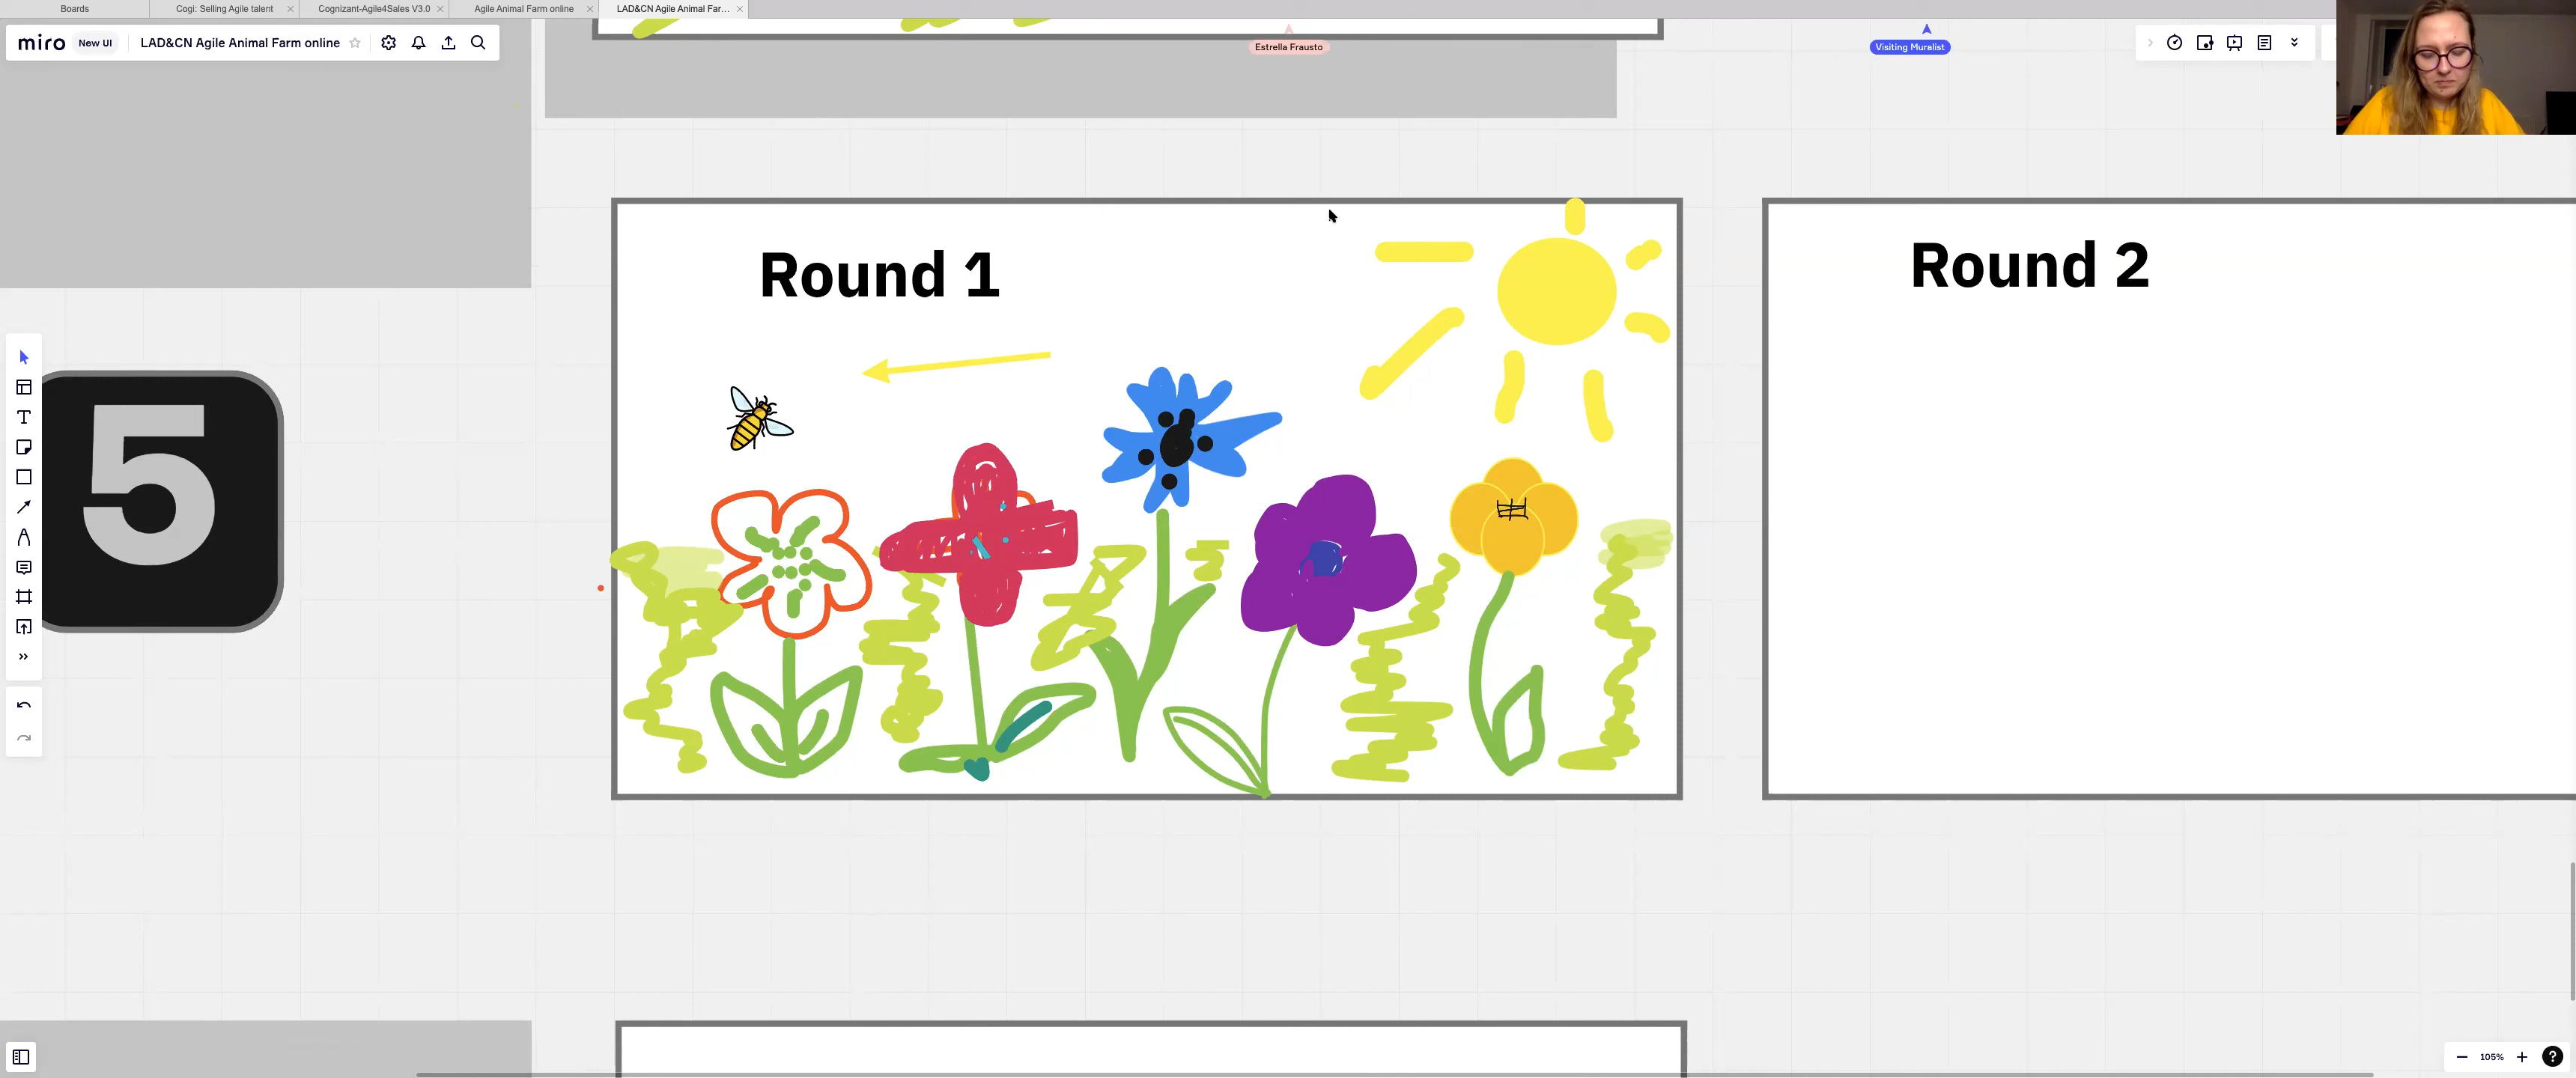 Boards
Cogi: Selling Agile talent
Cognizant-Agile4Sales V3.0
Agile Animal Farm online
LAD&CN Agile Animal Far...
miro New UI LAD&CN Agile Animal Farm online
Estrella Frausto
Visiting Muralist
Round 1
Round 2
5
105%